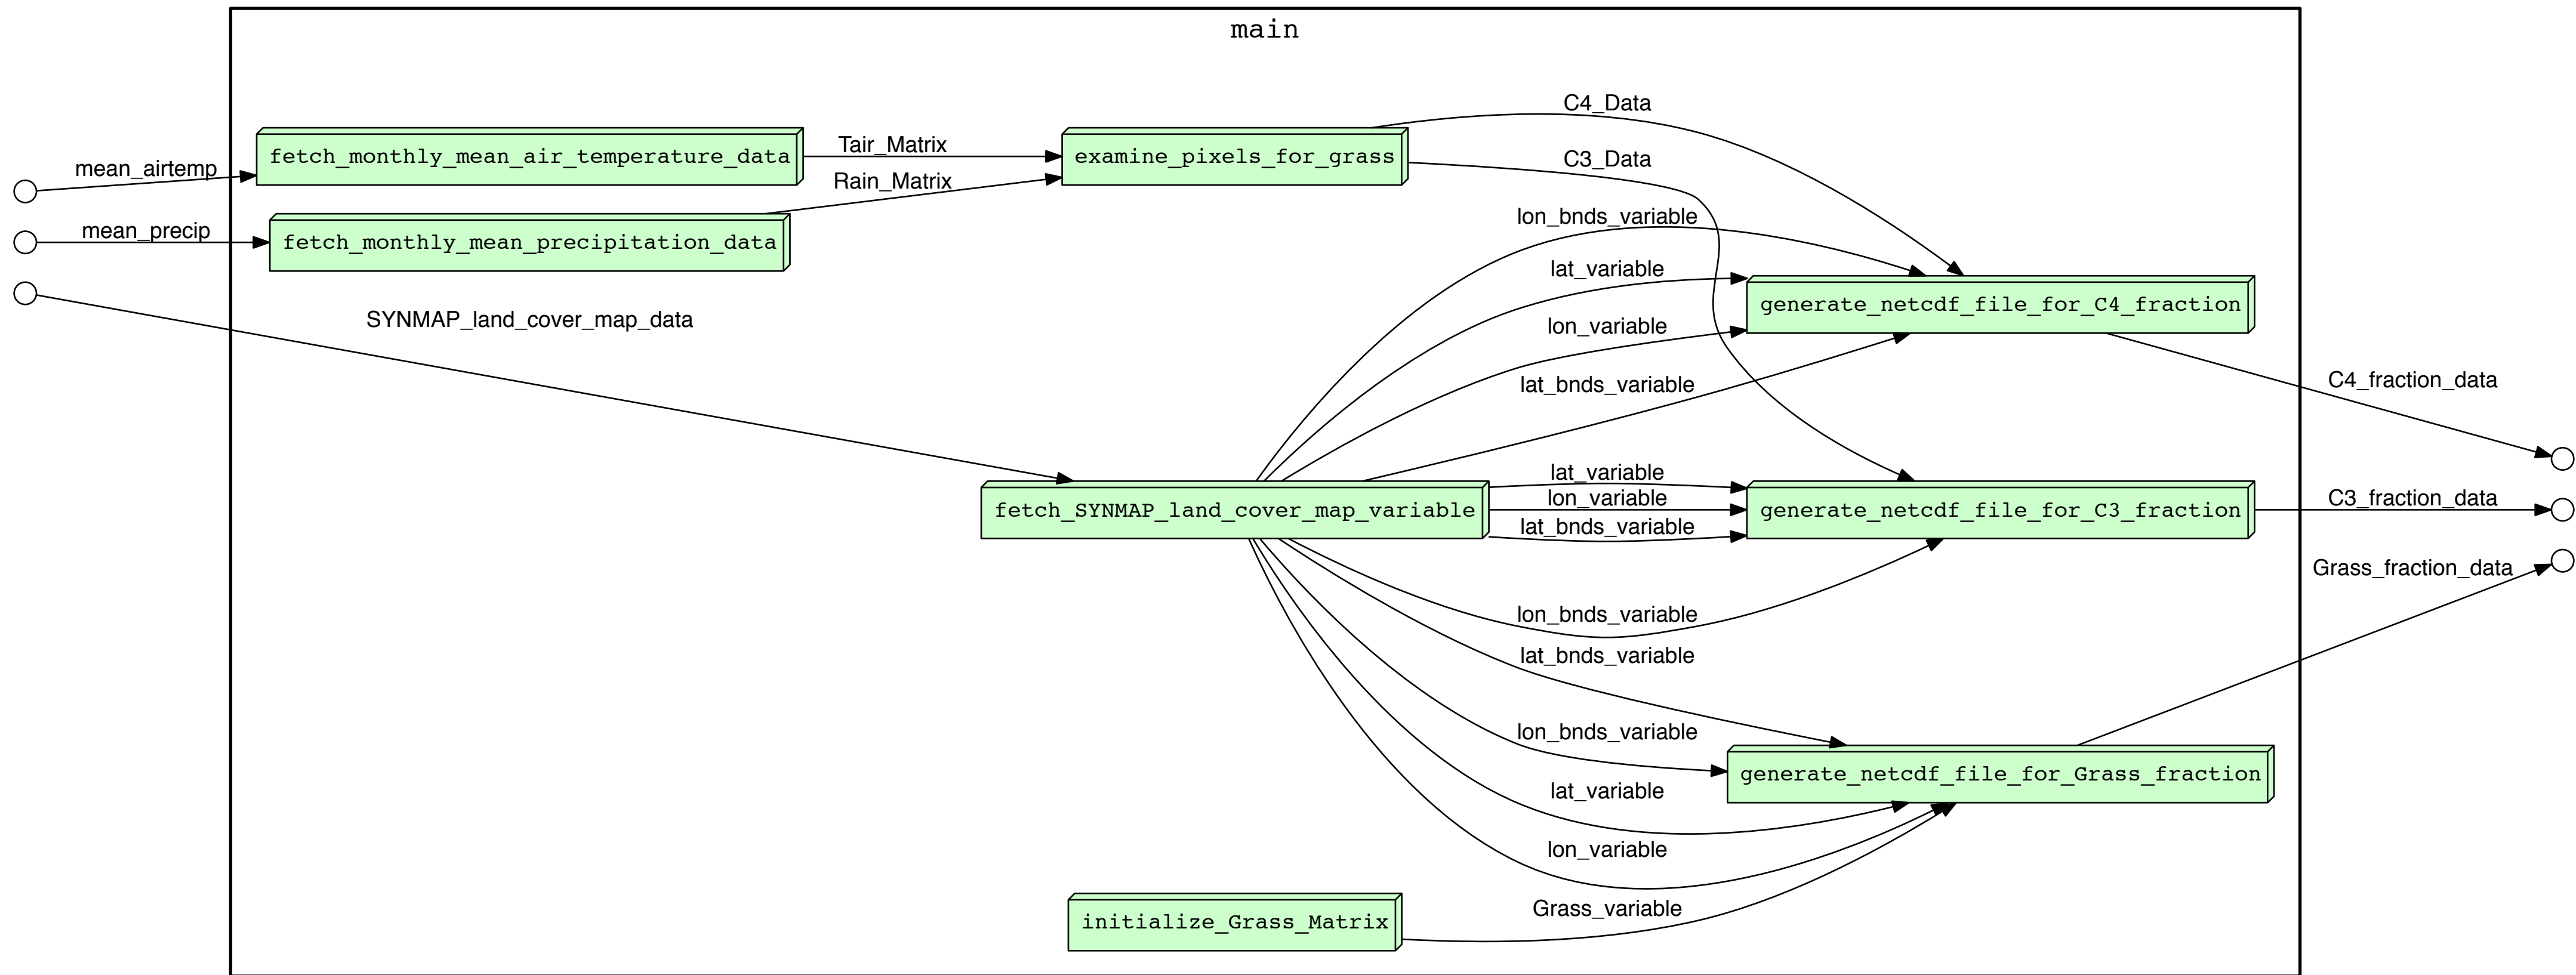 main
C4_Data
Tair_Matrix
fetch_monthly_mean_air_temperature_data
examine_pixels_for_grass
C3_Data
mean_airtemp
Rain_Matrix
lon_bnds_variable
mean_precip
fetch_monthly_mean_precipitation_data
lat_variable
generate_netcdf_file_for_C4_fraction
SYNMAP_land_cover_map_data
lon_variable
C4_fraction_data
lat_bnds_variable
lat_variable
lon_variable
C3_fraction_data
fetch_SYNMAP_land_cover_map_variable
generate_netcdf_file_for_C3_fraction
lat_bnds_variable
Grass_fraction_data
lon_bnds_variable
lat_bnds_variable
lon_bnds_variable
generate_netcdf_file_for_Grass_fraction
lat_variable
lon_variable
Grass_variable
initialize_Grass_Matrix